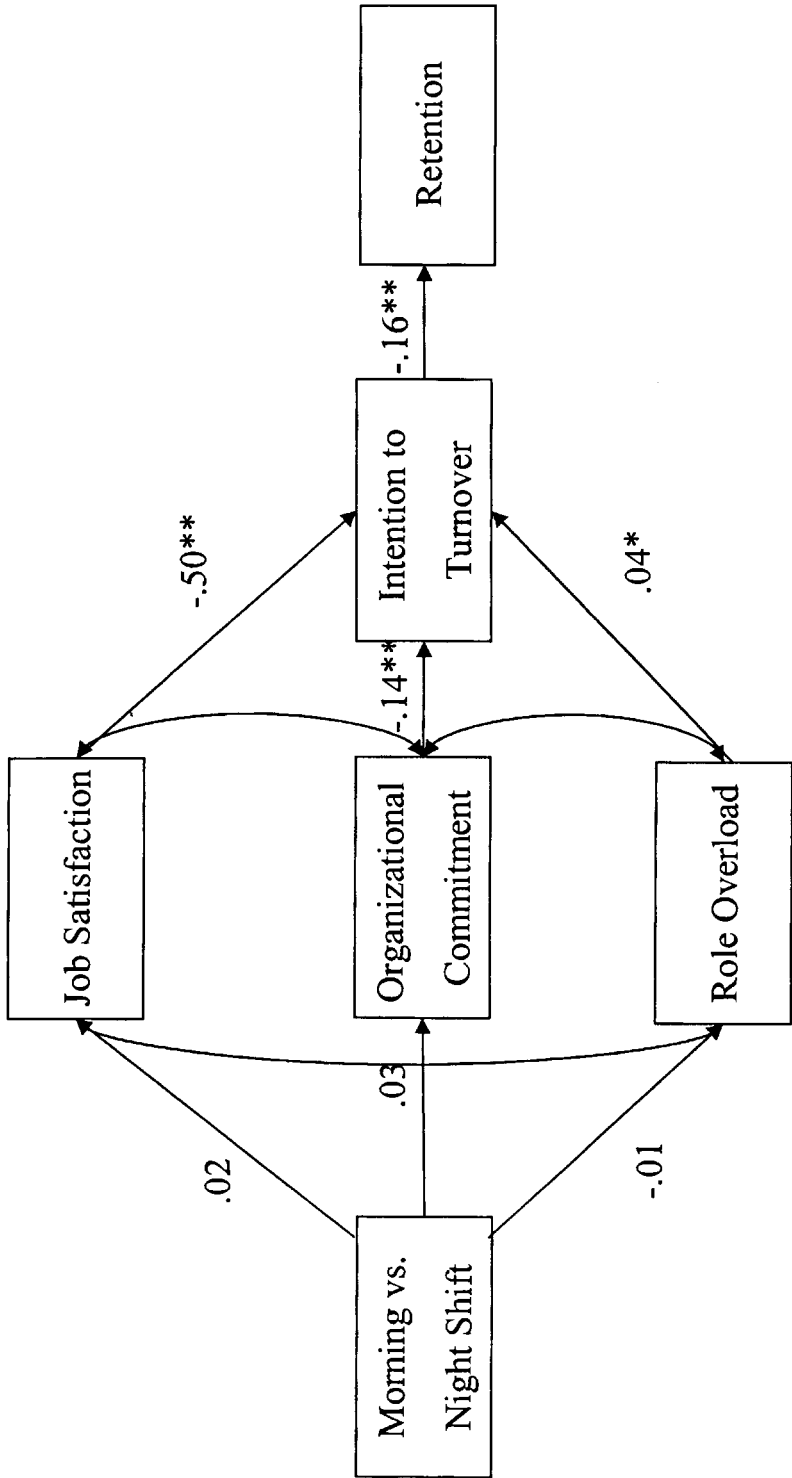 Morning vs.
Night Shift
.02
.03
-.01
Job Satisfaction
Organizational
Commitment
Role Overload
-.50**
-.14**
.04*
Intention to
Turnover
-.16**
Retention